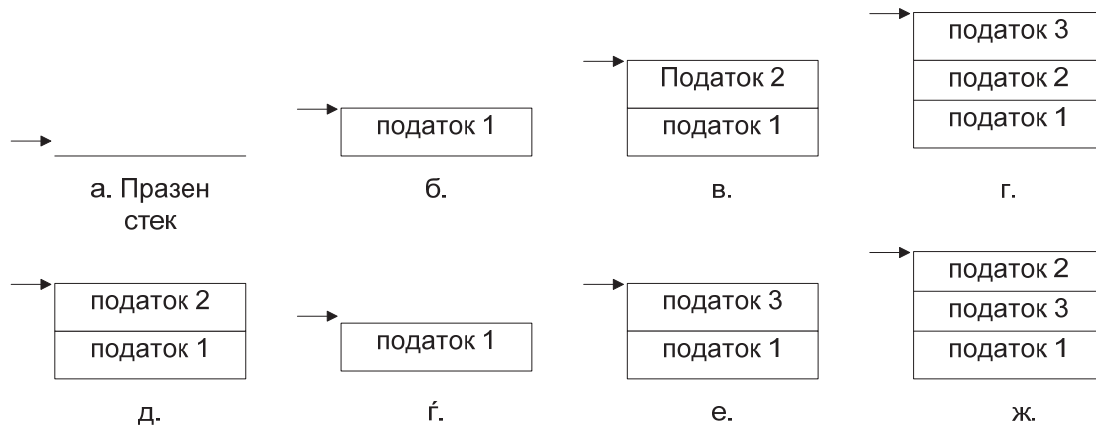 податок 3
податок 2
податок 1
Податок 2
податок 1
податок 1
а. Празен
стек
б.
в.
г.
податок 2
податок 1
податок 1
податок 3
податок 1
податок 2
податок 3
податок 1
д.
ѓ.
е.
ж.